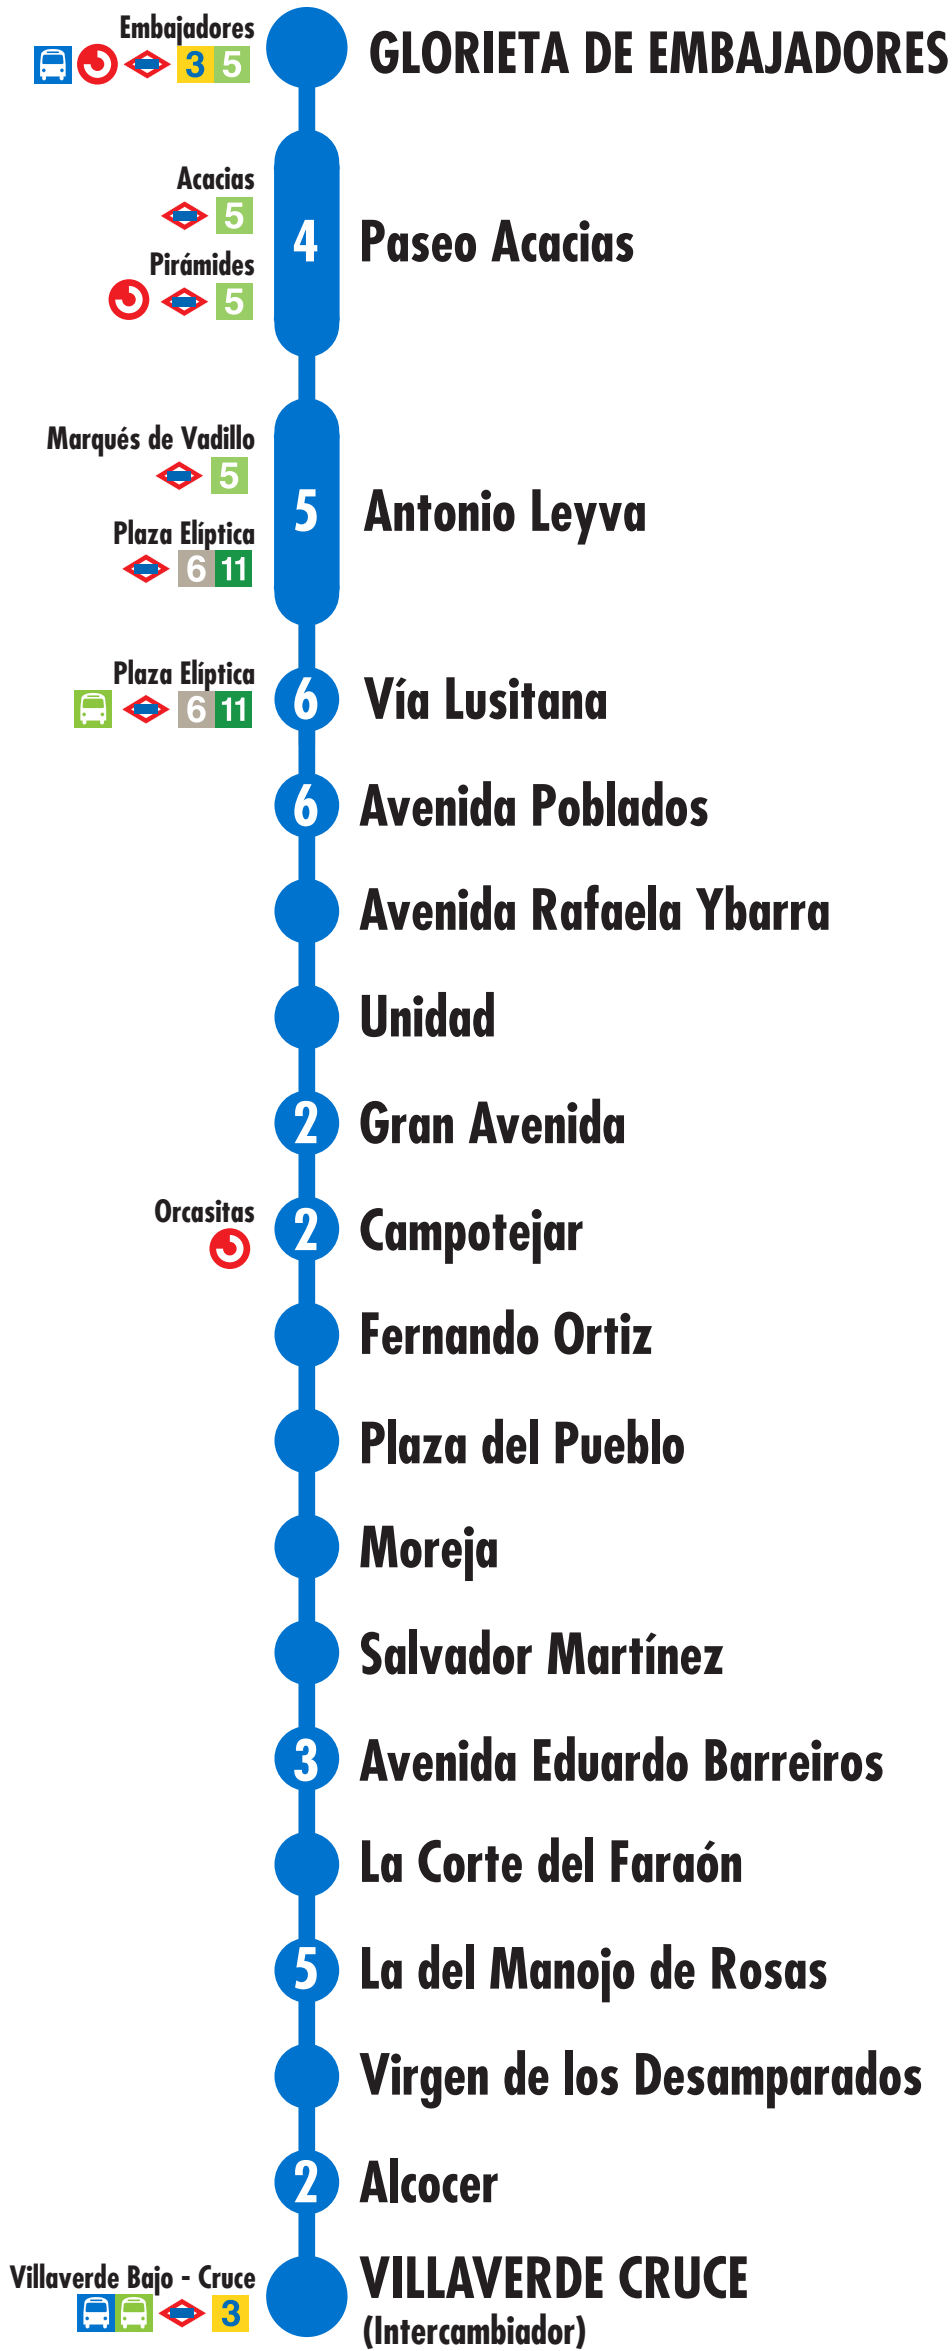 Embajadores
3 5
GLORIETA DE EMBAJADORES
Acacias
5
Pirámides
5
4
Paseo Acacias
Marqués de Vadillo
5
Plaza Elíptica
6 11
5
Antonio Leyva
Plaza Elíptica
6 11
6
Vía Lusitana
6
Avenida Poblados
Avenida Rafaela Ybarra
Unidad
2
Gran Avenida
Orcasitas
2
Campotejar
Fernando Ortiz
Plaza del Pueblo
Moreja
Salvador Martínez
3
Avenida Eduardo Barreiros
La Corte del Faraón
5
La del Manojo de Rosas
Virgen de los Desamparados
2
Alcocer
Villaverde Bajo - Cruce
3
VILLAVERDE CRUCE
(Intercambiador)